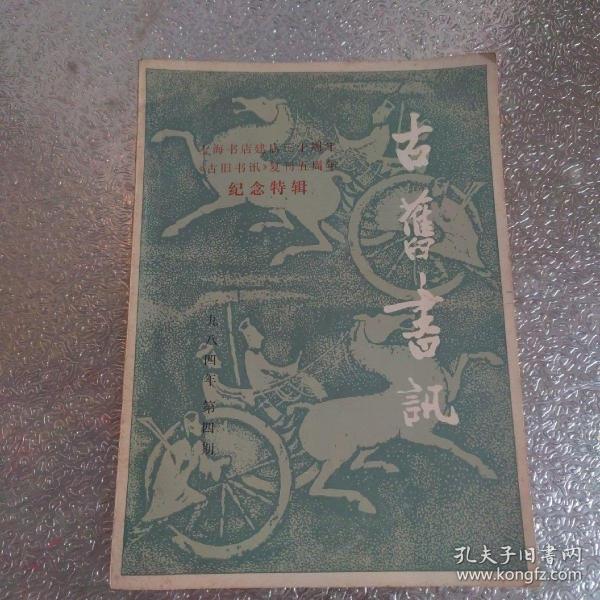 上海书店建店三十周年
《古旧书讯》复刊五周年
纪念特辑
古舊書訊
一九八四年 第四期
孔夫子旧书网
www.kongfz.com